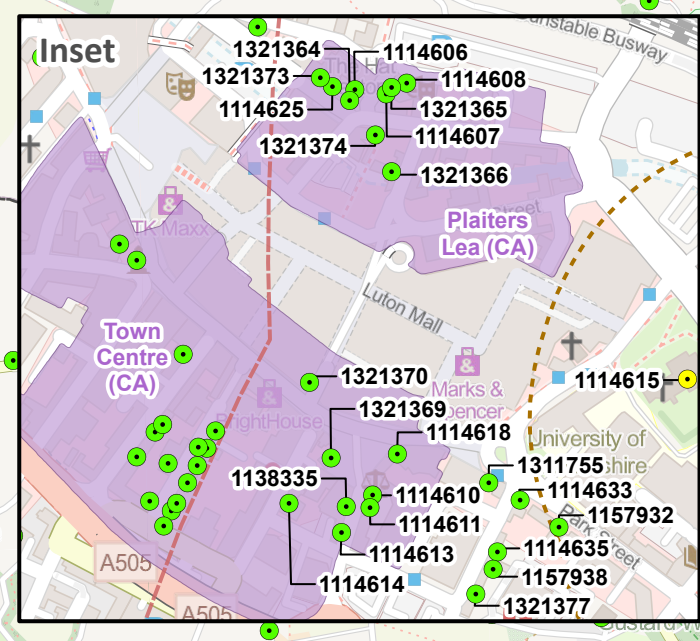 Inset
Dunstable Busway
1321364
1114606
1321373
1114608
1114625
1321365
1321374
1114607
1321366
Plaiters
Lea (CA)
Street
TK Maxx
Luton Mall
Town
Centre
(CA)
1321370
1114615
Marks &
Spencer
BrightHouse
1321369
1114618
University of
1311755
1138335
1114610
1114633
1114611
1157932
Park Street
1114613
1114635
1114614
1157938
1321377
A505
A505